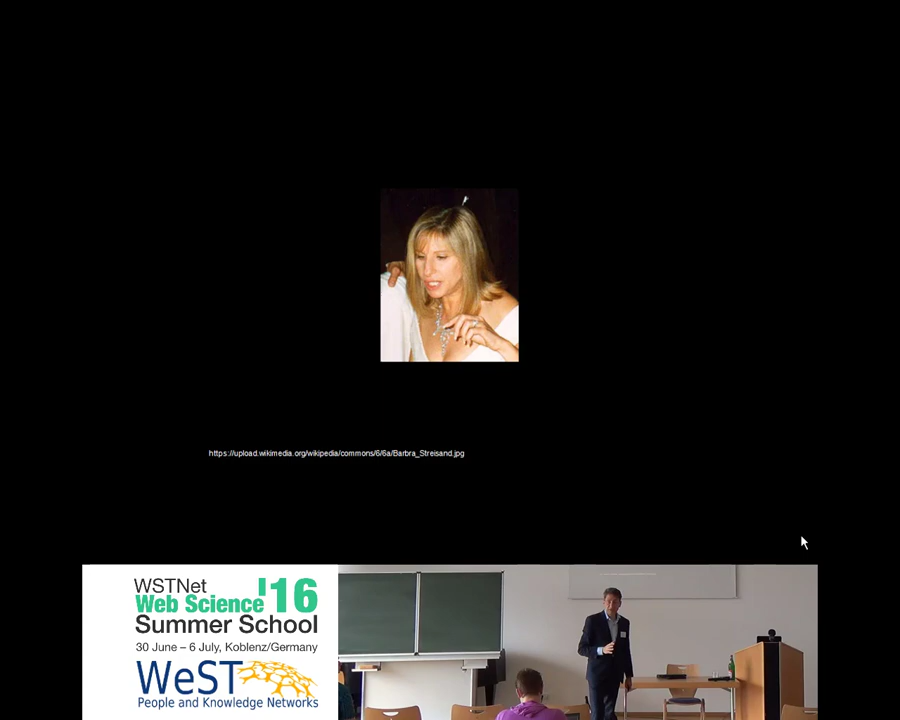 https://upload.wikimedia.org/wikipedia/commons/6/6a/Barbra_Streisand.jpg
WSTNet
Web Science '16
Summer School
30 June – 6 July, Koblenz/Germany
WeST
People and Knowledge Networks